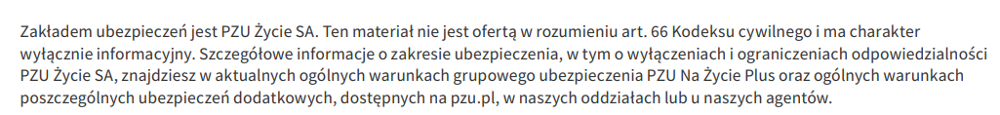 Zakładem ubezpieczeń jest PZU Życie SA. Ten materiał nie jest ofertą w rozumieniu art. 66 Kodeksu cywilnego i ma charakter
wyłącznie informacyjny. Szczegółowe informacje o zakresie ubezpieczenia, w tym o wyłączeniach i ograniczeniach odpowiedzialności
PZU Życie SA, znajdziesz w aktualnych ogólnych warunkach grupowego ubezpieczenia PZU Na Życie Plus oraz ogólnych warunkach
poszczególnych ubezpieczeń dodatkowych, dostępnych na pzu.pl, w naszych oddziałach lub u naszych agentów.